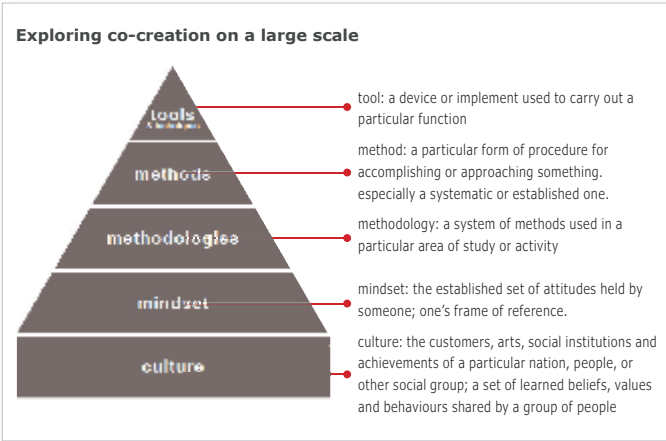 Exploring co-creation on a large scale
tools
& techniques
tool: a device or implement used to carry out a
particular function
methods
method: a particular form of procedure for
accomplishing or approaching something.
especially a systematic or established one.
methodologies
methodology: a system of methods used in a
particular area of study or activity
mindset
mindset: the established set of attitudes held by
someone; one's frame of reference.
culture
culture: the customers, arts, social institutions and
achievements of a particular nation, people, or
other social group; a set of learned beliefs, values
and behaviours shared by a group of people